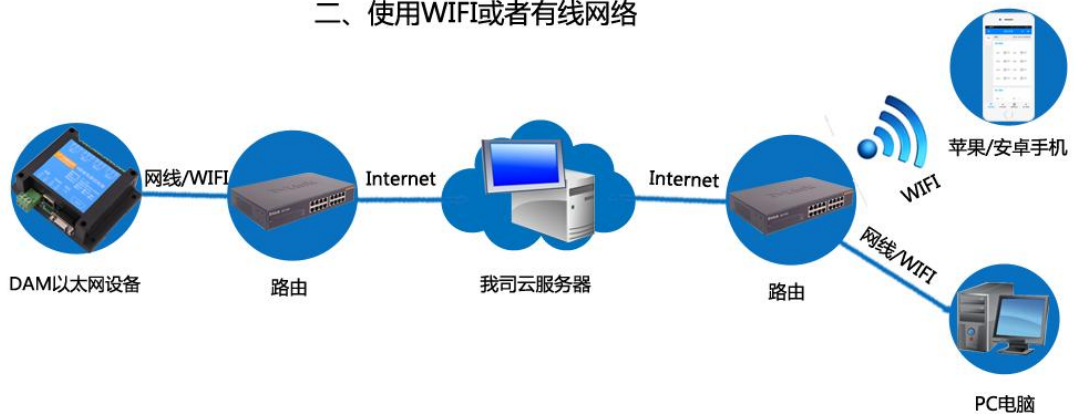 二、使用WIFI或者有线网络
苹果/安卓手机
WIFI
网线/WIFI
Internet
Internet
网线/WIFI
DAM以太网设备
路由
我司云服务器
路由
PC电脑